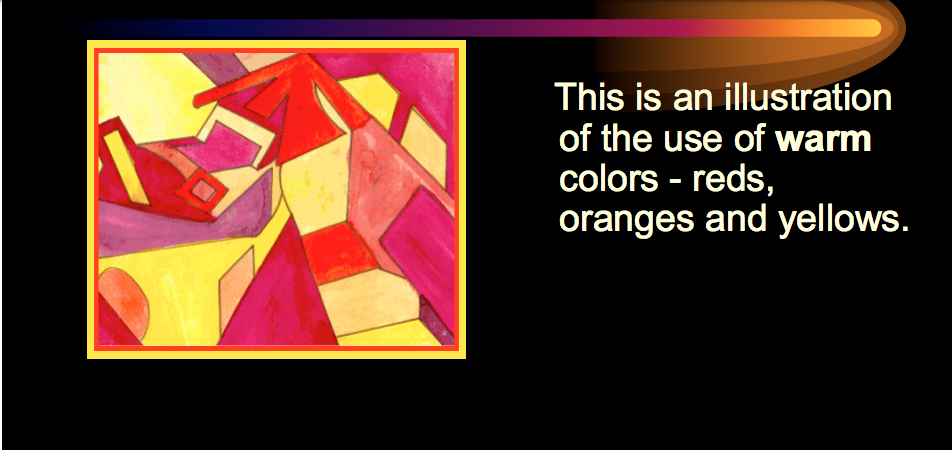 This is an illustration
of the use of warm
colors - reds,
oranges and yellows.